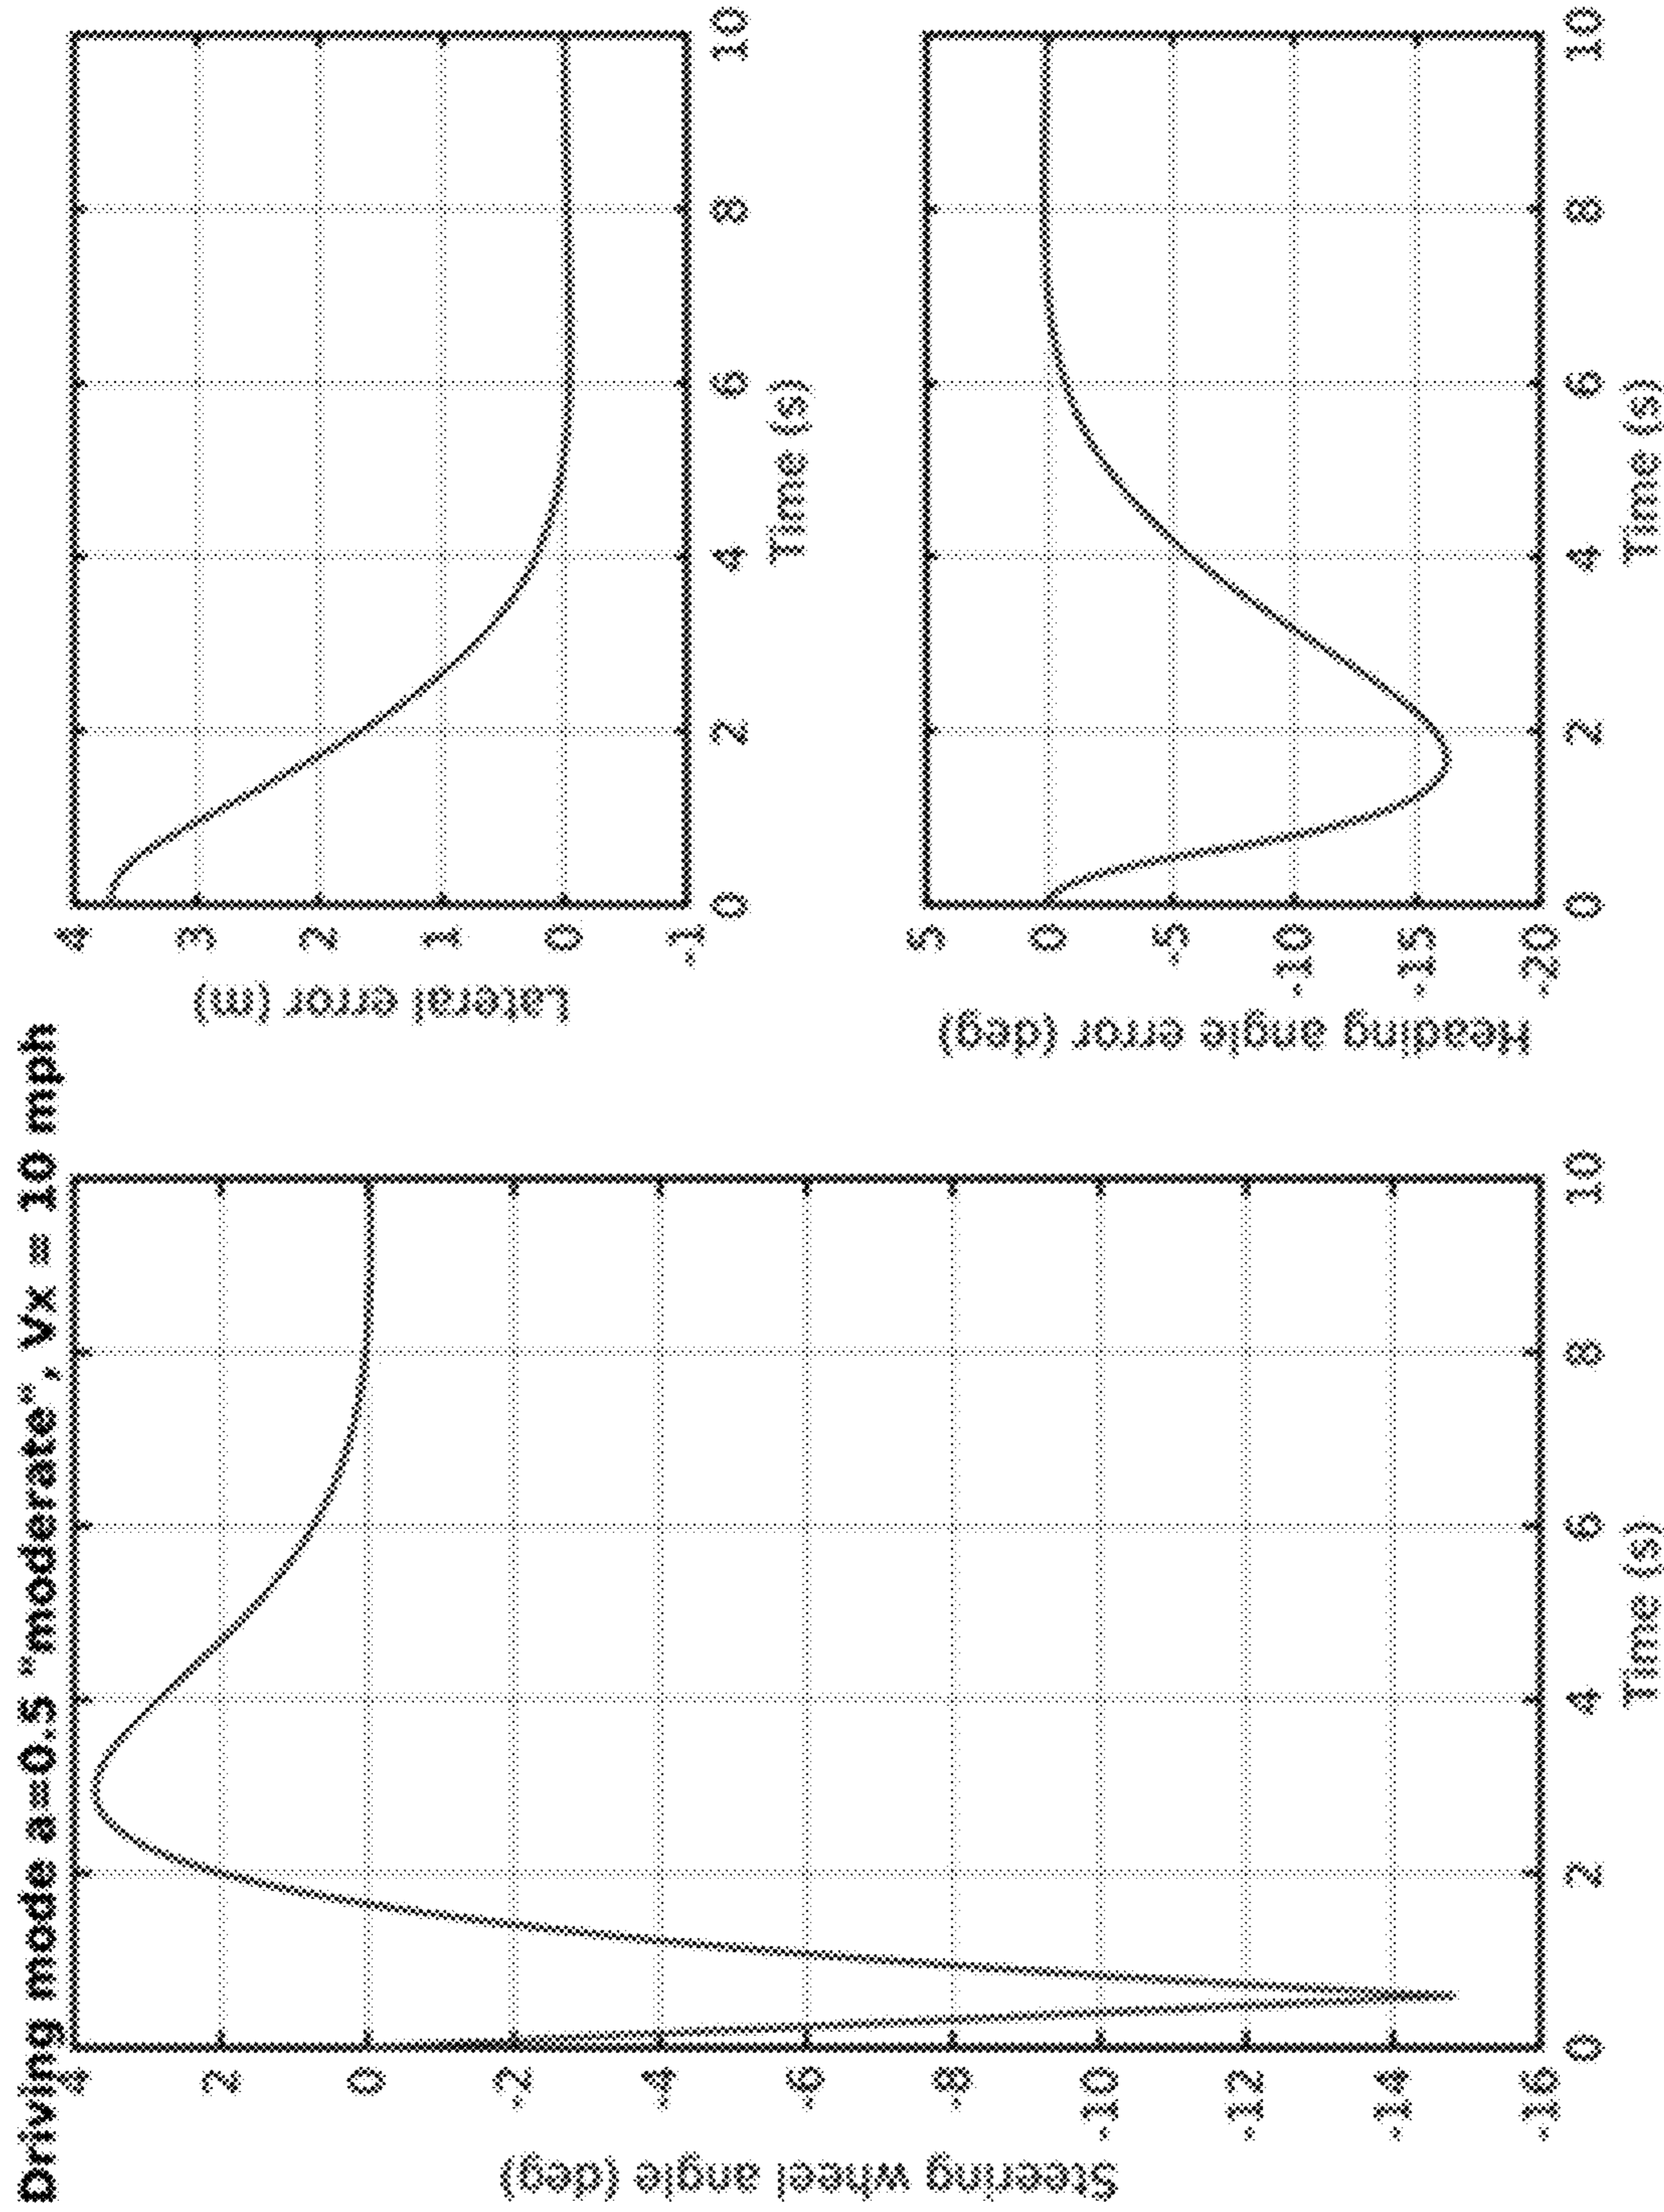 Driving mode a=0.5 "moderate", Vx = 10 mph
Steering wheel angle (deg)
4
2
0
-2
-4
-6
-8
-10
-12
-14
-16
0 2 4 6 8 10
Time (s)
Lateral error (m)
4
3
2
1
0
-1
0 2 4 6 8 10
Time (s)
Heading angle error (deg)
5
0
-5
-10
-15
-20
0 2 4 6 8 10
Time (s)